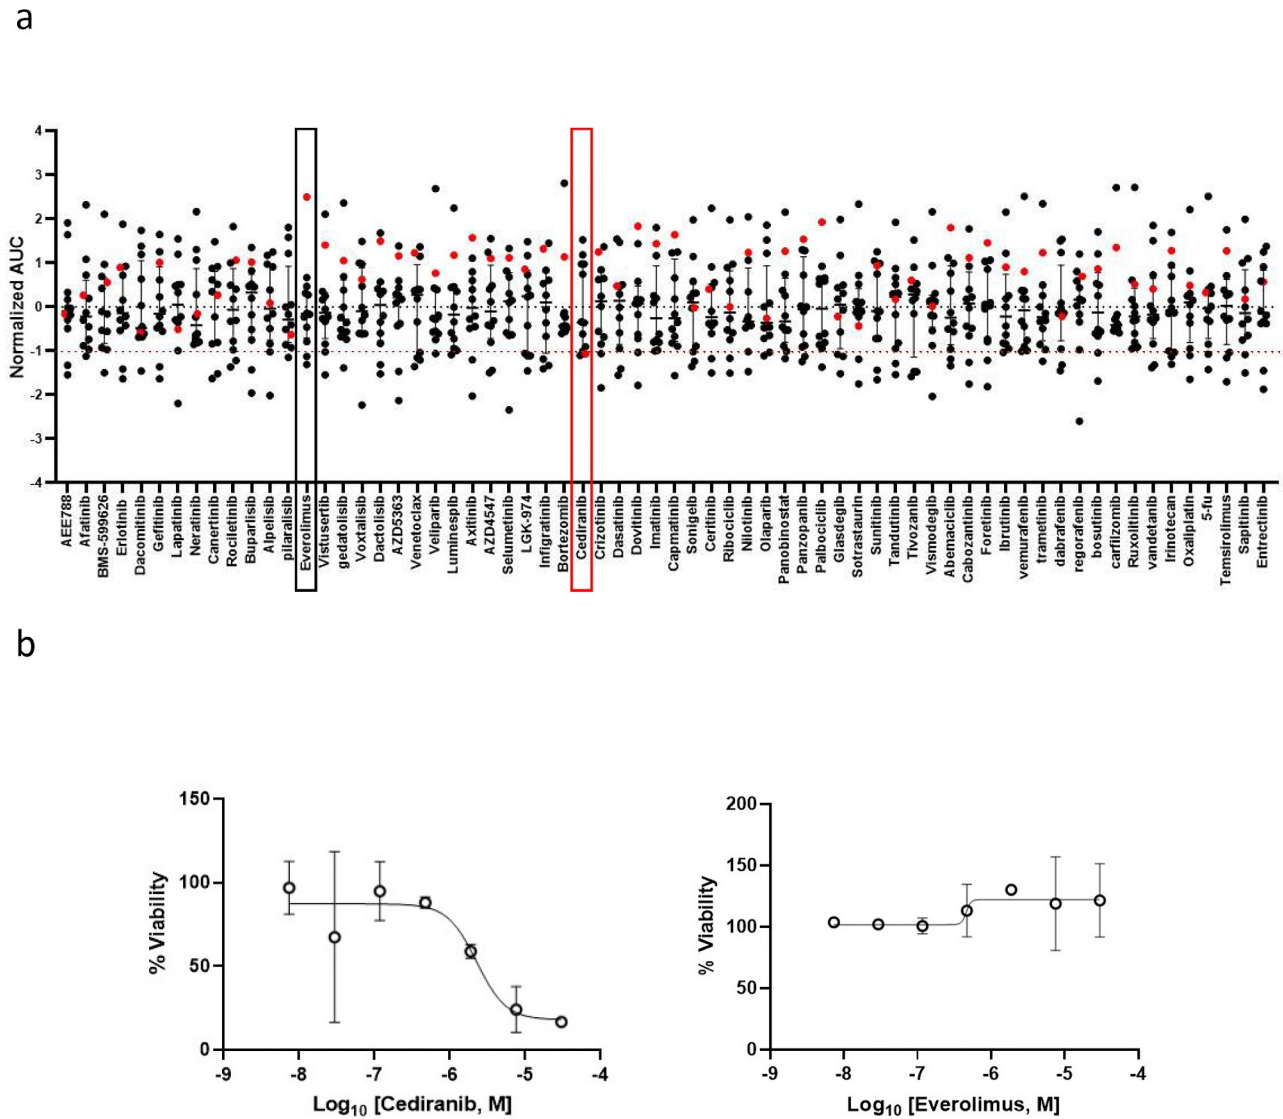 a
4
3
2
1
0
-1
-2
-3
-4
Normalized AUC
AEE788
Afatinib
BMS-599626
Erlotinib
Dacomitinib
Gefitinib
Lapatinib
Neratinib
Canertinib
Rociletinib
Buparlisib
Alpelisib
pilaralisib
Everolimus
Vistusertib
gedatolisib
Voxtalisib
Dactolisib
AZD5363
Venetoclax
Veliparib
Luminespib
Axitinib
AZD4547
Selumetinib
LGK-974
Infigratinib
Bortezomib
Cediranib
Crizotinib
Dasatinib
Dovitinib
Imatinib
Capmatinib
Sonigeib
Ceritinib
Ribociclib
Nilotinib
Olaparib
Panobinostat
Panzopanib
Palbociclib
Glasdegib
Sotrastaurin
Sunitinib
Tandutinib
Tivozanib
Vismodegib
Abemaciclib
Cabozantinib
Foretinib
Ibrutinib
vemurafenib
trametinib
dabrafenib
regorafenib
bosutinib
carfilzomib
Ruxolitinib
vandetanib
Irinotecan
Oxaliplatin
5-fu
Temsirolimus
Sapitinib
Entrectinib
b
150
100
50
0
% Viability
-9 -8 -7 -6 -5 -4
Log10 [Cediranib, M]
200
150
100
50
0
% Viability
-9 -8 -7 -6 -5 -4
Log10 [Everolimus, M]